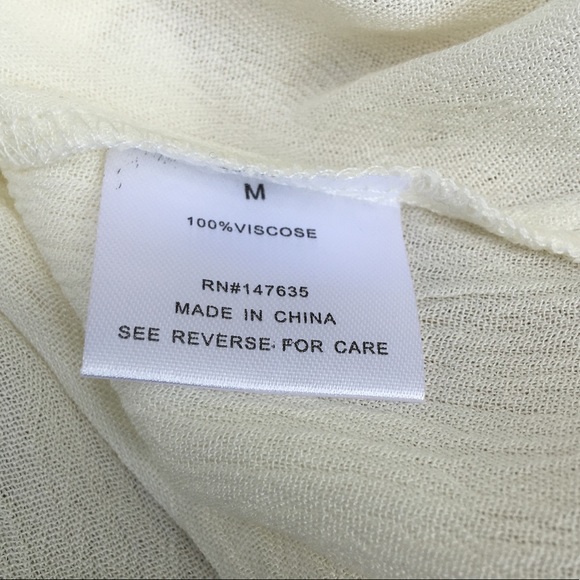 M
100%VISCOSE
RN#147635
MADE IN CHINA
SEE REVERSE FOR CARE